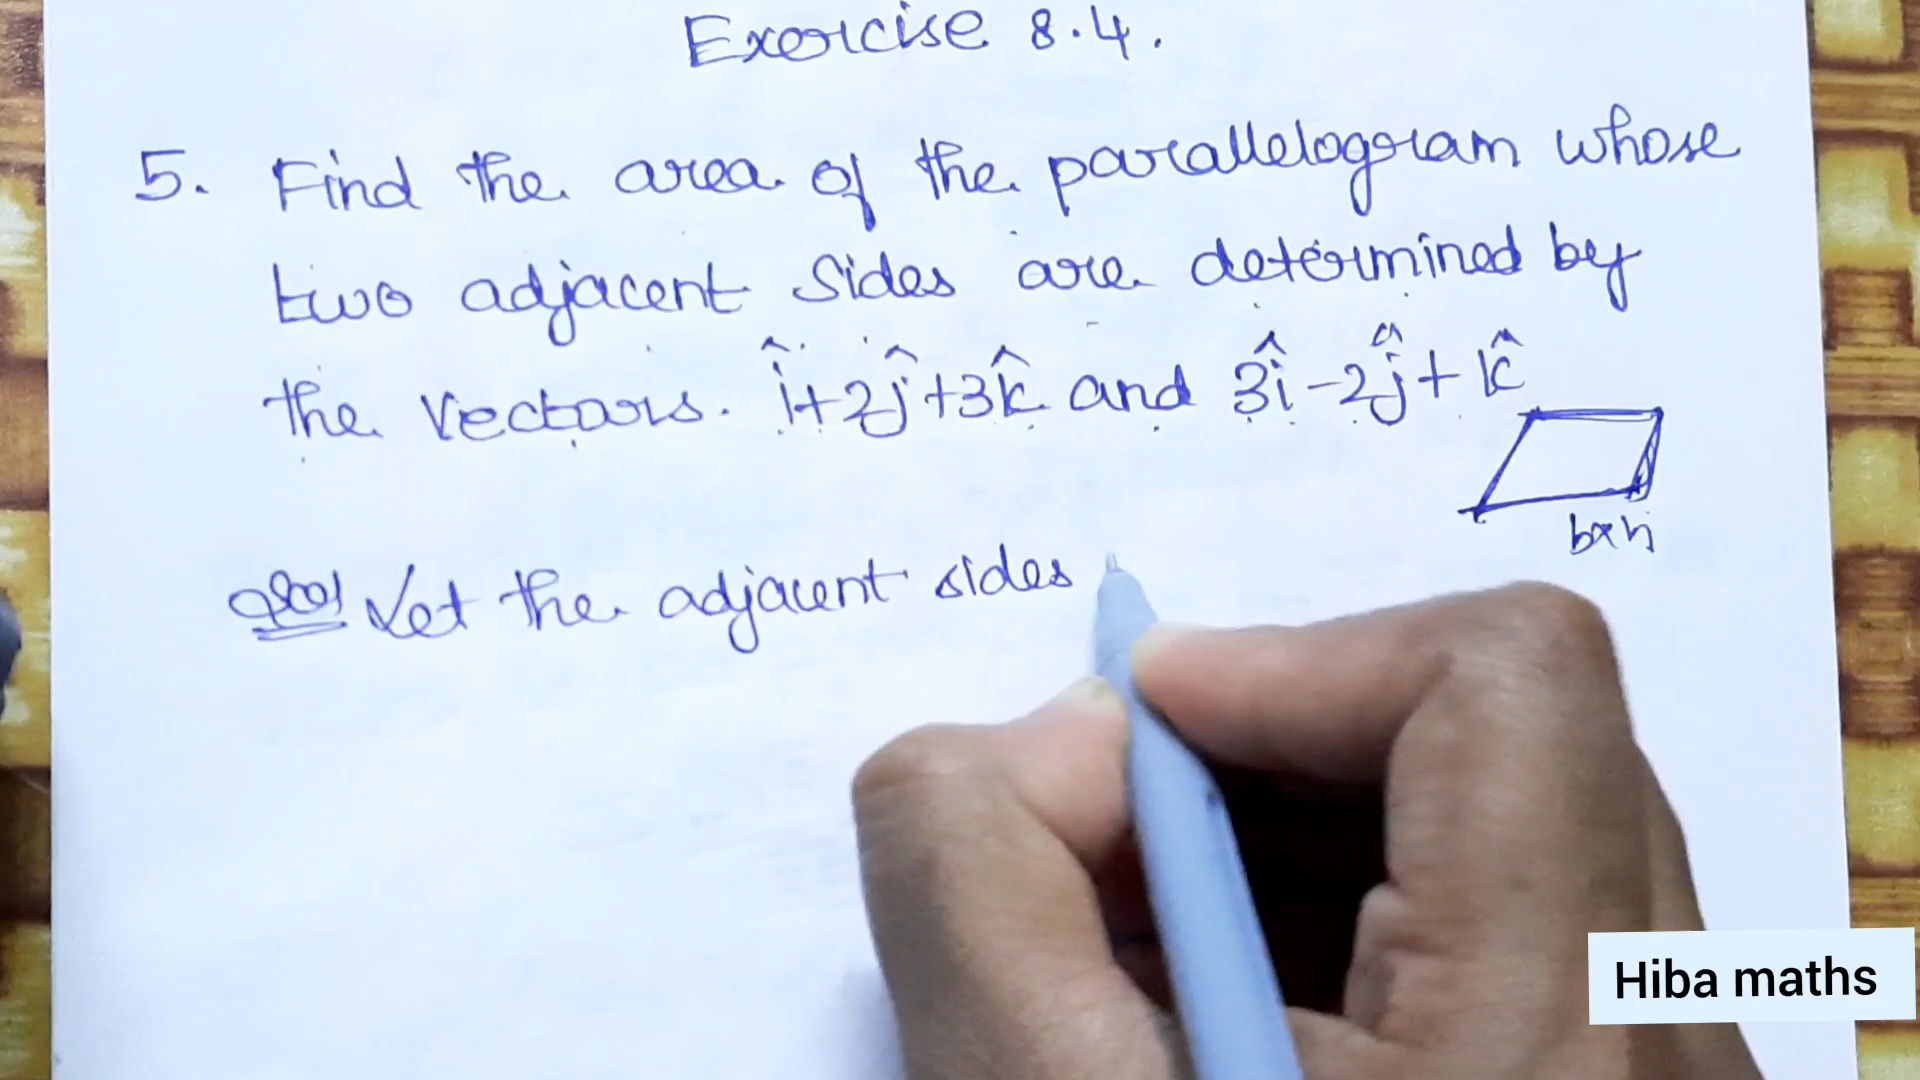 Exercise 8.4.
5. Find the area of the parallelogram whose
two adjacent sides are determined by
the vectors. î+2ĵ+3k̂ and 3î-2ĵ+k̂
b×h
Sol Let the adjacent sides
Hiba maths